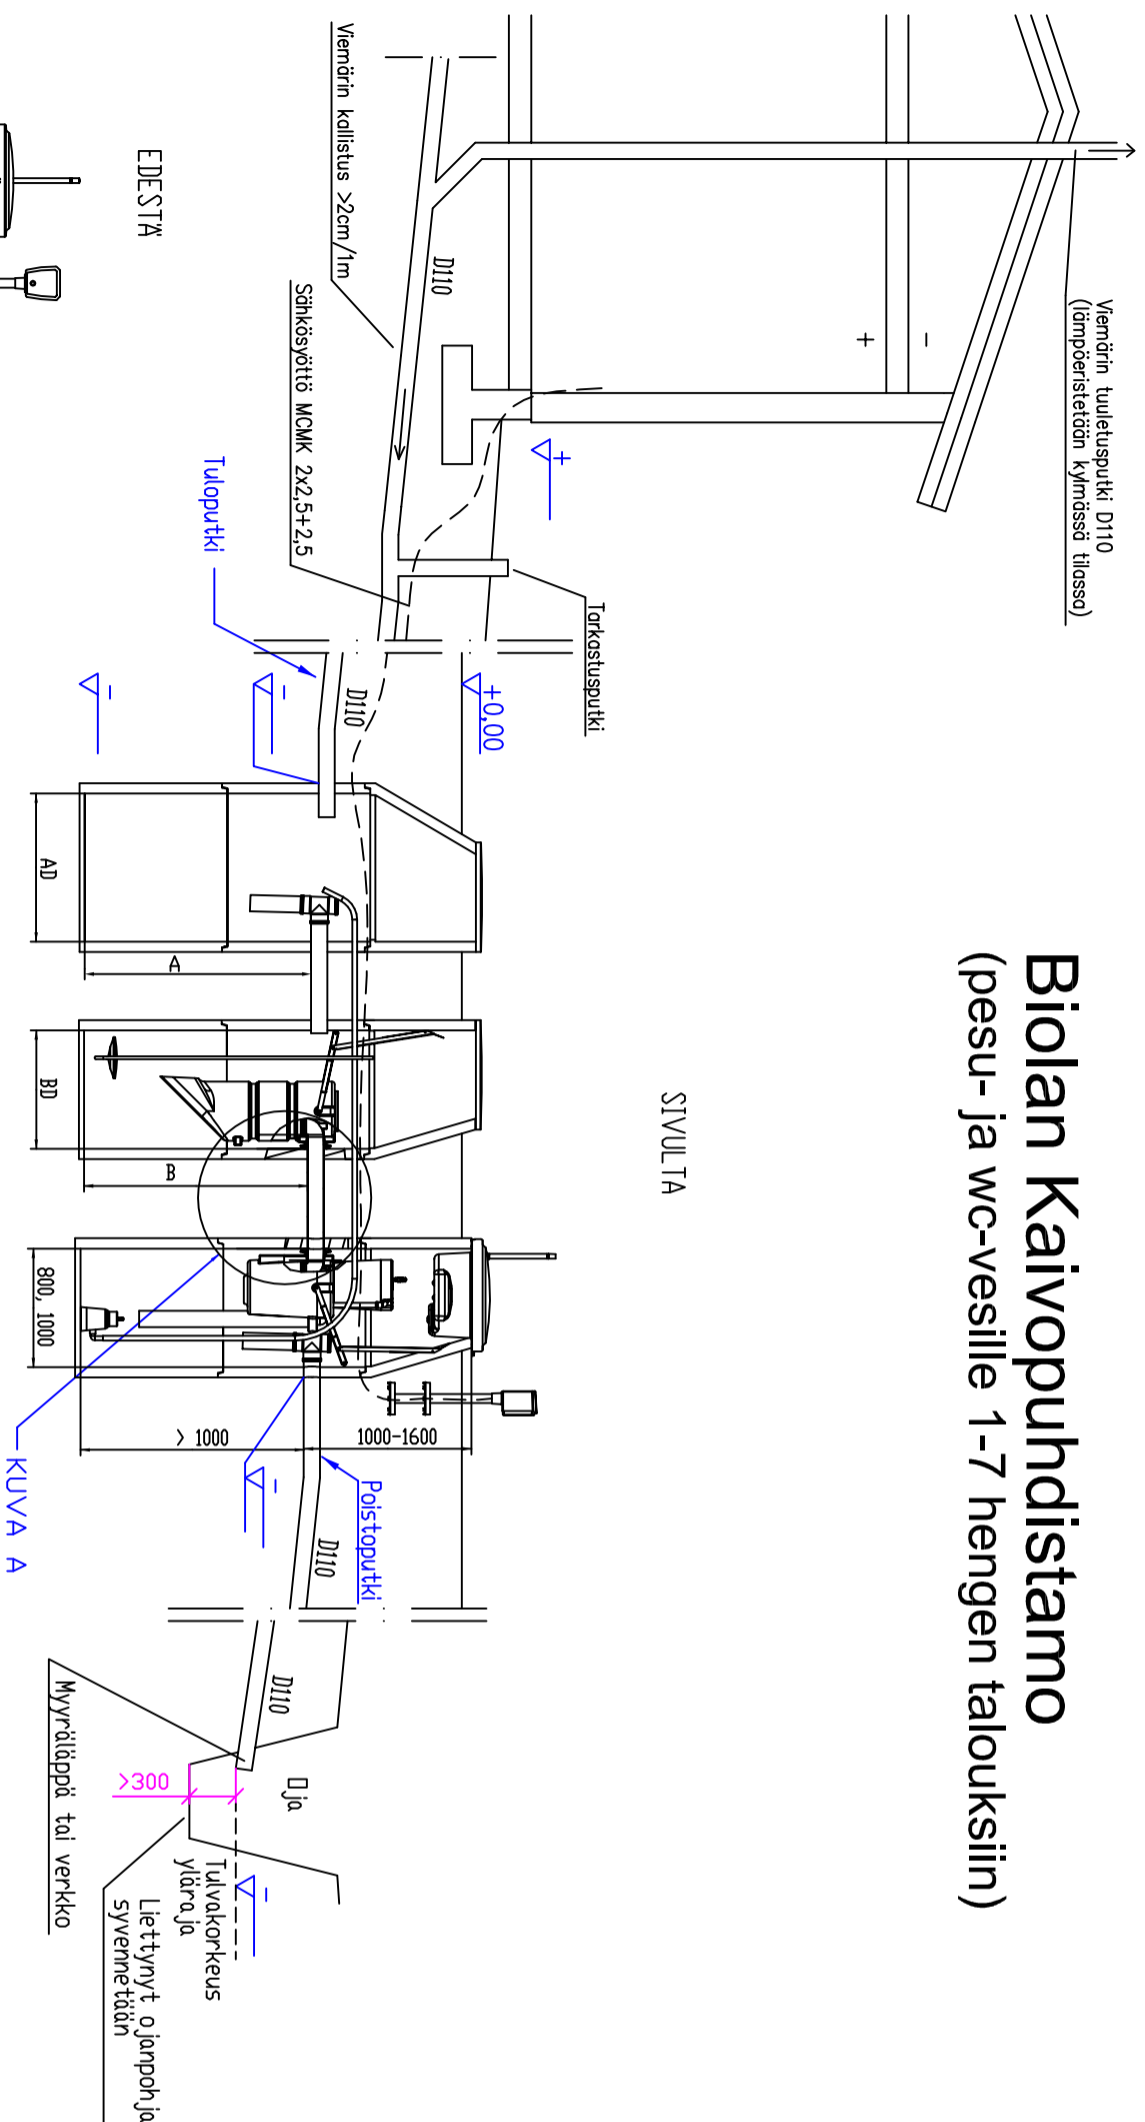 Biolan Kaivopuhdistamo
(pesu- ja wc-vesille 1-7 hengen talouksiin)
Viemärin tuuletusputki D110
(lämpöeristetään kylmässä tilassa)
-
+
+
Tarkastusputki
SIVULTA
Viemärin kallistus >2cm/1m
D110
Sähkösyöttö MCMK 2x2,5+2,5
Tuloputki
D110
+0,00
-
-
AD
A
BD
B
800, 1000
> 1000
1000-1600
KUVA A
-
Poistoputki
D110
D110
Oja
>300
Myyräläppä tai verkko
-
Tulvakorkeus
yläraja
Liettynyt ojanpohja
syvennetään
EDESTÄ